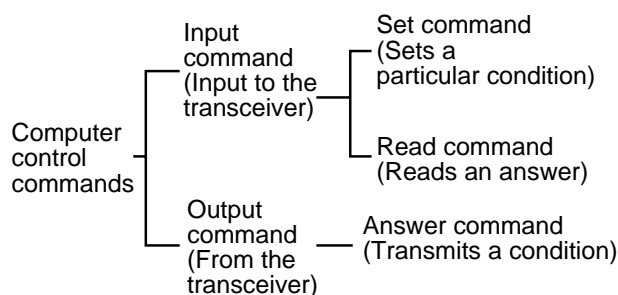 Computer
control
commands
Input
command
(Input to the
transceiver)
Set command
(Sets a
particular condition)
Read command
(Reads an answer)
Output
command
(From the
transceiver)
Answer command
(Transmits a condition)